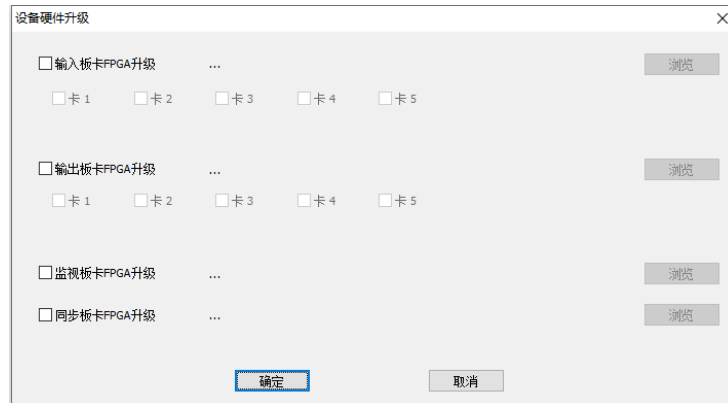 设备硬件升级
输入板卡FPGA升级 ... 浏览
卡 1 卡 2 卡 3 卡 4 卡 5
输出板卡FPGA升级 ... 浏览
卡 1 卡 2 卡 3 卡 4 卡 5
监视板卡FPGA升级 ... 浏览
同步板卡FPGA升级 ... 浏览
确定 取消